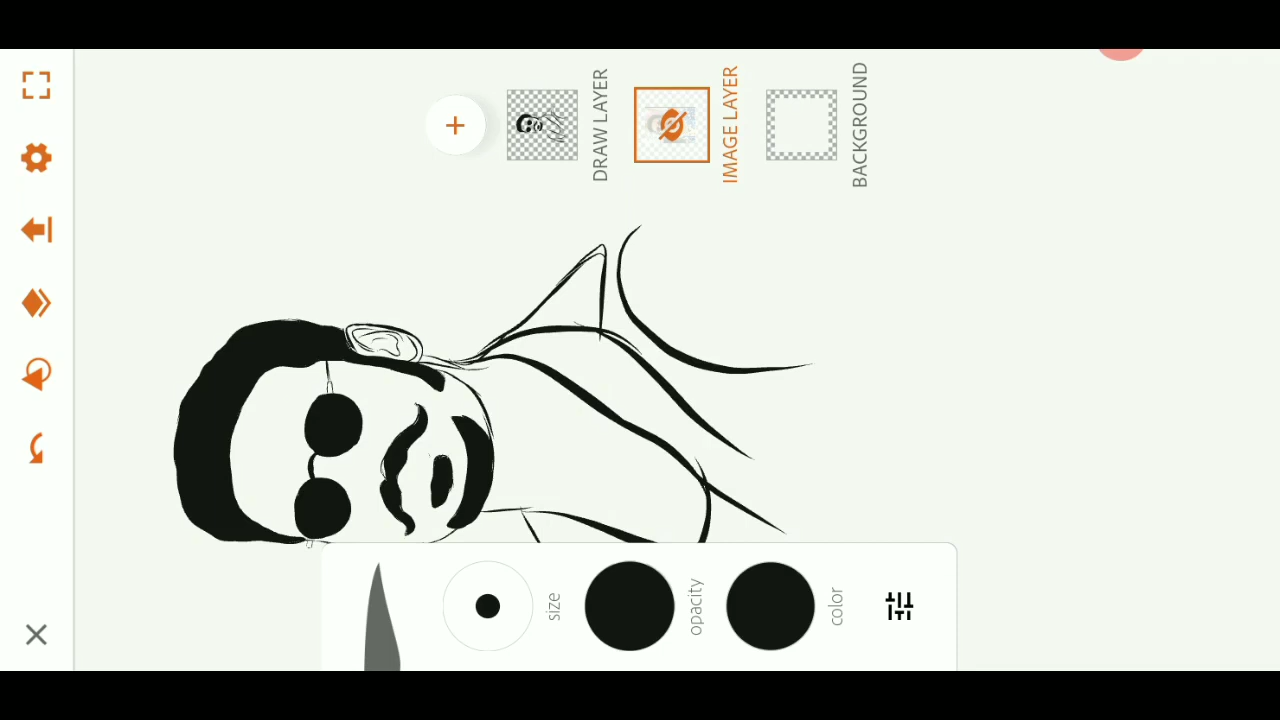 DRAW LAYER
IMAGE LAYER
BACKGROUND
size
opacity
color